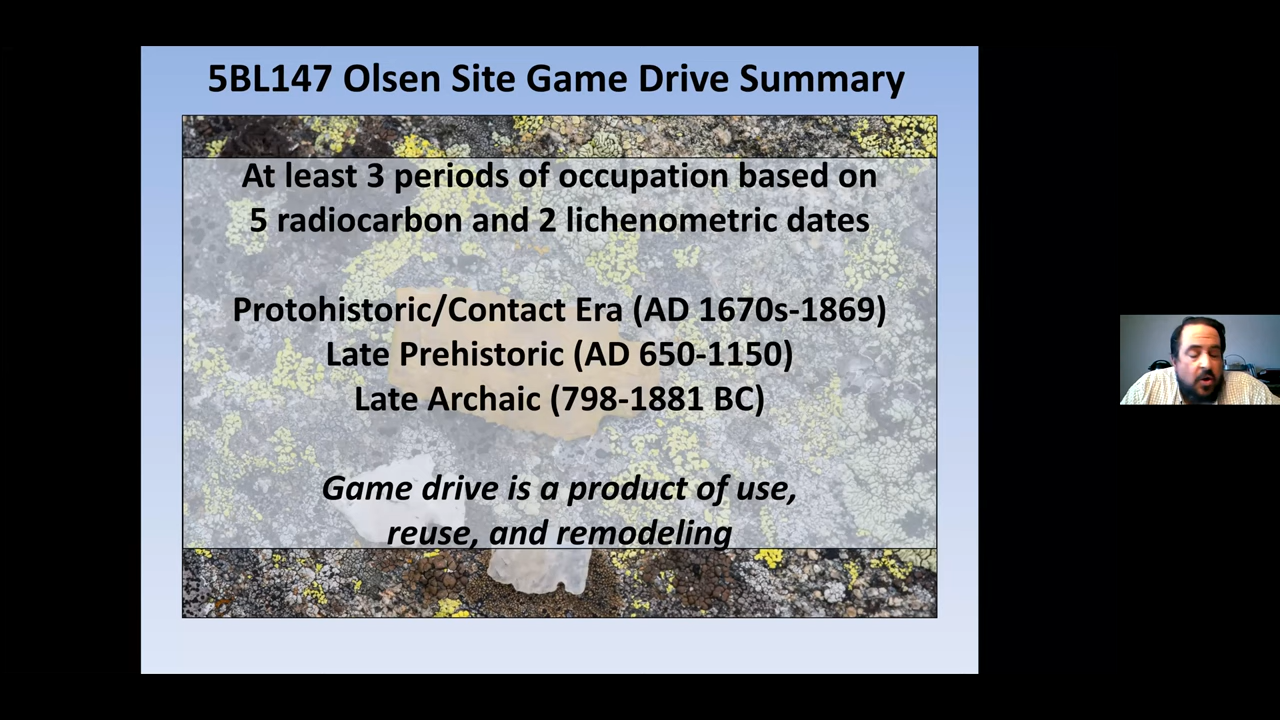 5BL147 Olsen Site Game Drive Summary
At least 3 periods of occupation based on
5 radiocarbon and 2 lichenometric dates
Protohistoric/Contact Era (AD 1670s-1869)
Late Prehistoric (AD 650-1150)
Late Archaic (798-1881 BC)
Game drive is a product of use,
reuse, and remodeling